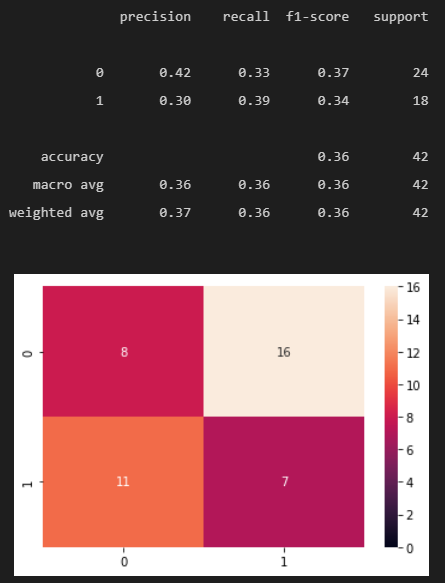 precision recall f1-score support
0 0.42 0.33 0.37 24
1 0.30 0.39 0.34 18
accuracy 0.36 42
macro avg 0.36 0.36 0.36 42
weighted avg 0.37 0.36 0.36 42
16
14
12
10
8
6
4
2
0
0
8 16
1
11 7
0 1